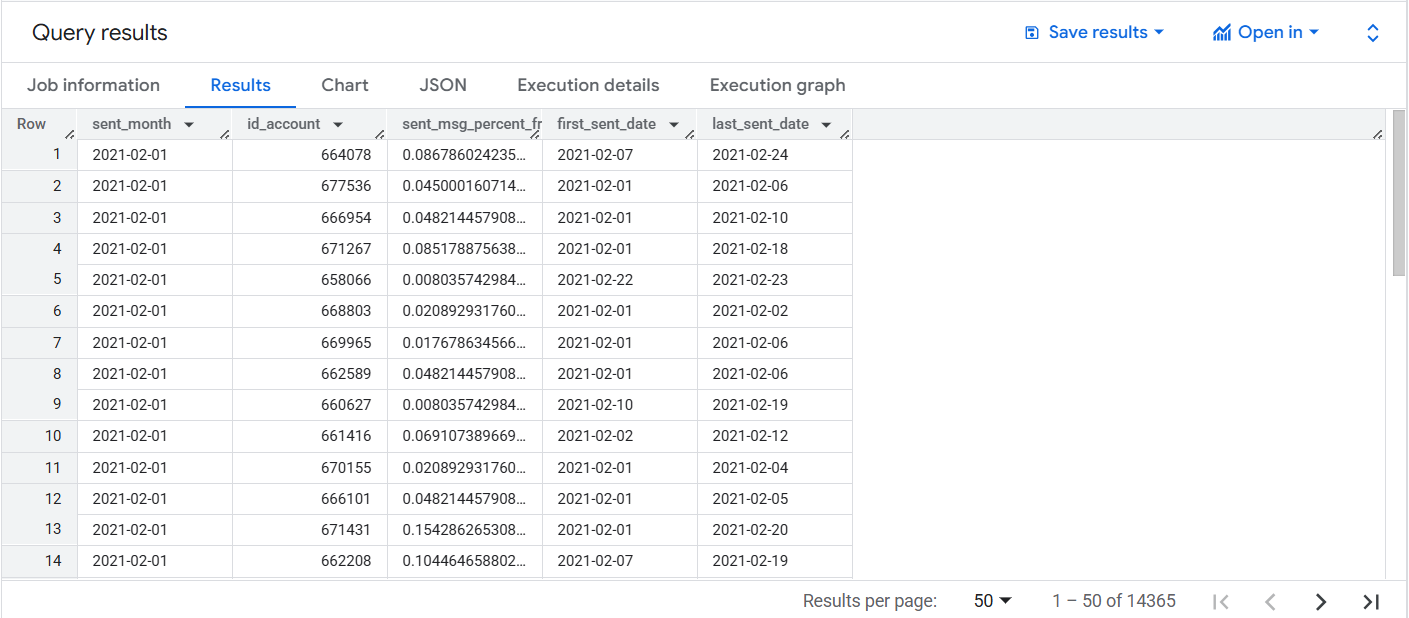 Query results Save results Open in
Job information Results Chart JSON Execution details Execution graph
Row sent_month id_account sent_msg_percent_fr first_sent_date last_sent_date
1 2021-02-01 664078 0.086786024235... 2021-02-07 2021-02-24
2 2021-02-01 677536 0.045000160714... 2021-02-01 2021-02-06
3 2021-02-01 666954 0.048214457908... 2021-02-01 2021-02-10
4 2021-02-01 671267 0.085178875638... 2021-02-01 2021-02-18
5 2021-02-01 658066 0.008035742984... 2021-02-22 2021-02-23
6 2021-02-01 668803 0.020892931760... 2021-02-01 2021-02-02
7 2021-02-01 669965 0.017678634566... 2021-02-01 2021-02-06
8 2021-02-01 662589 0.048214457908... 2021-02-01 2021-02-06
9 2021-02-01 660627 0.008035742984... 2021-02-10 2021-02-19
10 2021-02-01 661416 0.069107389669... 2021-02-02 2021-02-12
11 2021-02-01 670155 0.020892931760... 2021-02-01 2021-02-04
12 2021-02-01 666101 0.048214457908... 2021-02-01 2021-02-05
13 2021-02-01 671431 0.154286265308... 2021-02-01 2021-02-20
14 2021-02-01 662208 0.104464658802... 2021-02-07 2021-02-19
Results per page: 50 1 – 50 of 14365